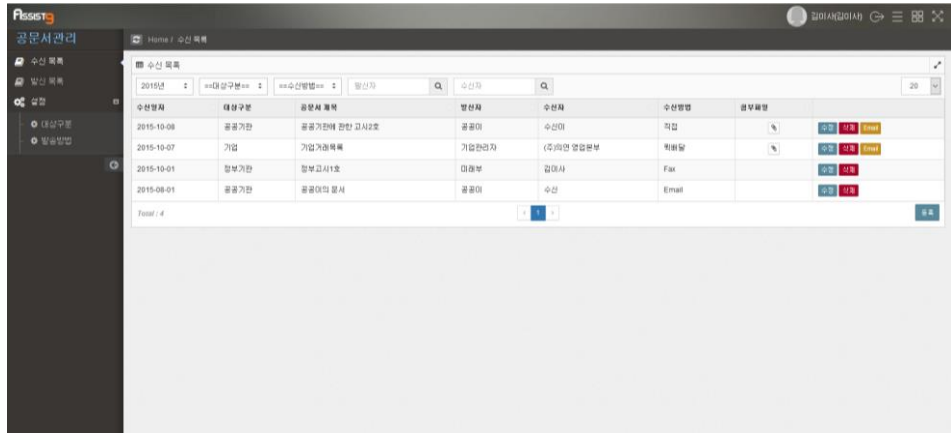 Assist9
김이사(김이사)
공문서관리
Home / 수신 목록
수신 목록
발신 목록
설정
대상구분
발송방법
수신 목록
2015년 ==대상구분== ==수신방법== 발신자 수신자 20
수신일자 대상구분 공문서 제목 발신자 수신자 수신방법 첨부파일
2015-10-08 공공기관 공공기관에 관한 고시2호 공공이 수신이 직접 수정 삭제 Email
2015-10-07 기업 기업거래목록 기업관리자 (주)의연 영업본부 퀵배달 수정 삭제 Email
2015-10-01 정부기관 정부고시1호 미래부 김이사 Fax 수정 삭제
2015-08-01 공공기관 공공이의 문서 공공이 수신 Email 수정 삭제
Total : 4 1 등록